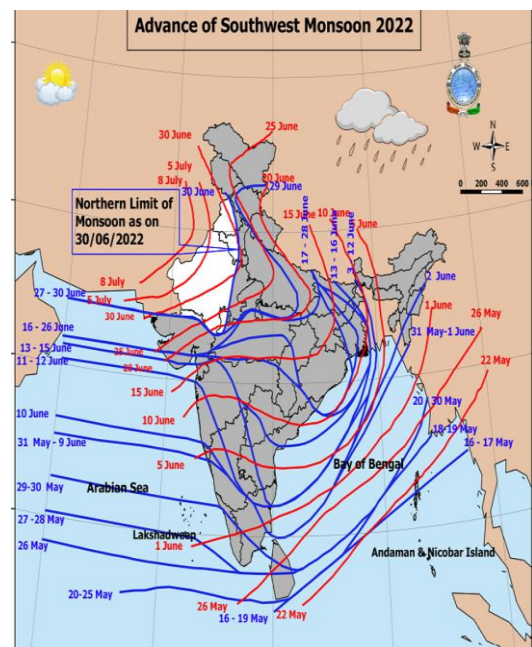 Advance of Southwest Monsoon 2022
25 June
30 June
N
W
E
S
0 200 400 600
5 July
8 July
20 June
29 June
30 June
Northern Limit of
Monsoon as on
30/06/2022
15 June
10 June
17 - 28 June
13 - 16 June
3 - 12 June
2 June
8 July
27 - 30 June
5 July
1 June
26 May
30 June
16 - 26 June
31 May-1 June
13 - 15 June
25 June
11 - 12 June
20 June
22 May
15 June
20 - 30 May
10 June
10 June
18-19 May
31 May - 9 June
16 - 17 May
5 June
Bay of Bengal
29-30 May
Arabian Sea
27 -28 May
Lakshadweep
26 May
1 June
Andaman & Nicobar Island
20-25 May
26 May
22 May
16 - 19 May